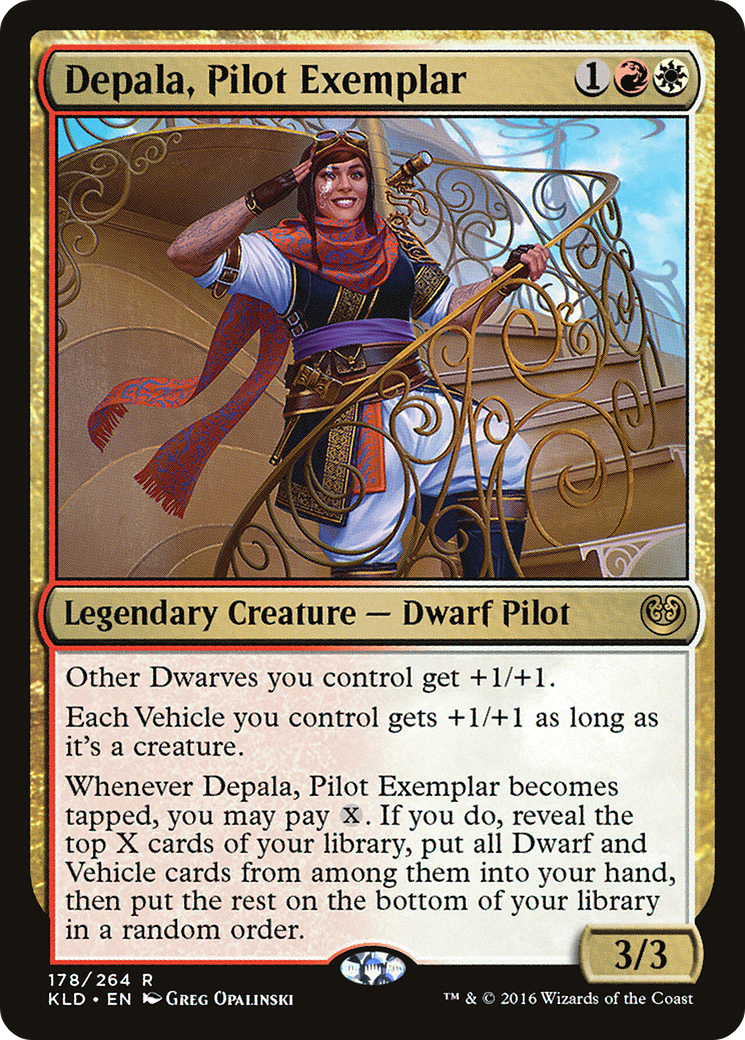 Depala, Pilot Exemplar 1
Legendary Creature — Dwarf Pilot
Other Dwarves you control get +1/+1.
Each Vehicle you control gets +1/+1 as long as
it's a creature.
Whenever Depala, Pilot Exemplar becomes
tapped, you may pay X. If you do, reveal the
top X cards of your library, put all Dwarf and
Vehicle cards from among them into your hand,
then put the rest on the bottom of your library
in a random order.
3/3
178/264 R
KLD • EN Greg Opalinski ™ & © 2016 Wizards of the Coast